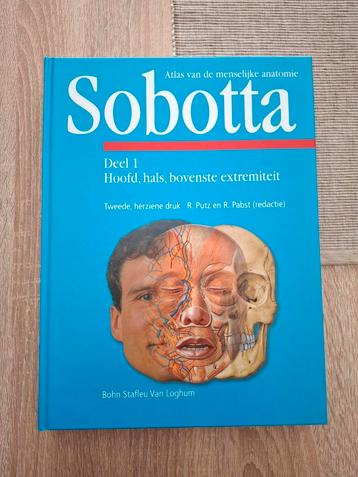 Atlas van de menselijke anatomie
Sobotta
Deel 1
Hoofd, hals, bovenste extremiteit
Tweede, herziene druk R. Putz en R. Pabst (redactie)
Bohn Stafleu Van Loghum